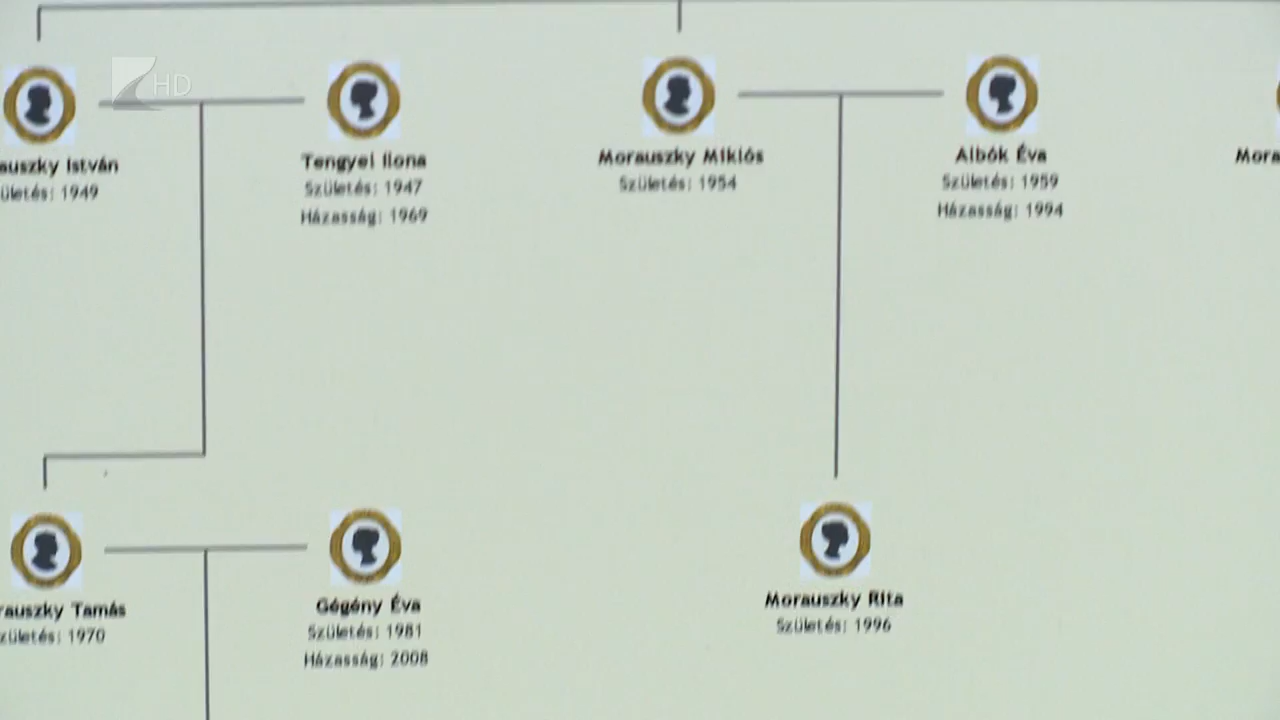 HD
auszky István
ületés: 1949
Tengyel Ilona
Születés: 1947
Házasság: 1969
Morauszky Miklós
Születés: 1954
Albók Éva
Születés: 1959
Házasság: 1994
Mora
rauszky Tamás
zületés: 1970
Gégény Éva
Születés: 1981
Házasság: 2008
Morauszky Rita
Születés: 1996